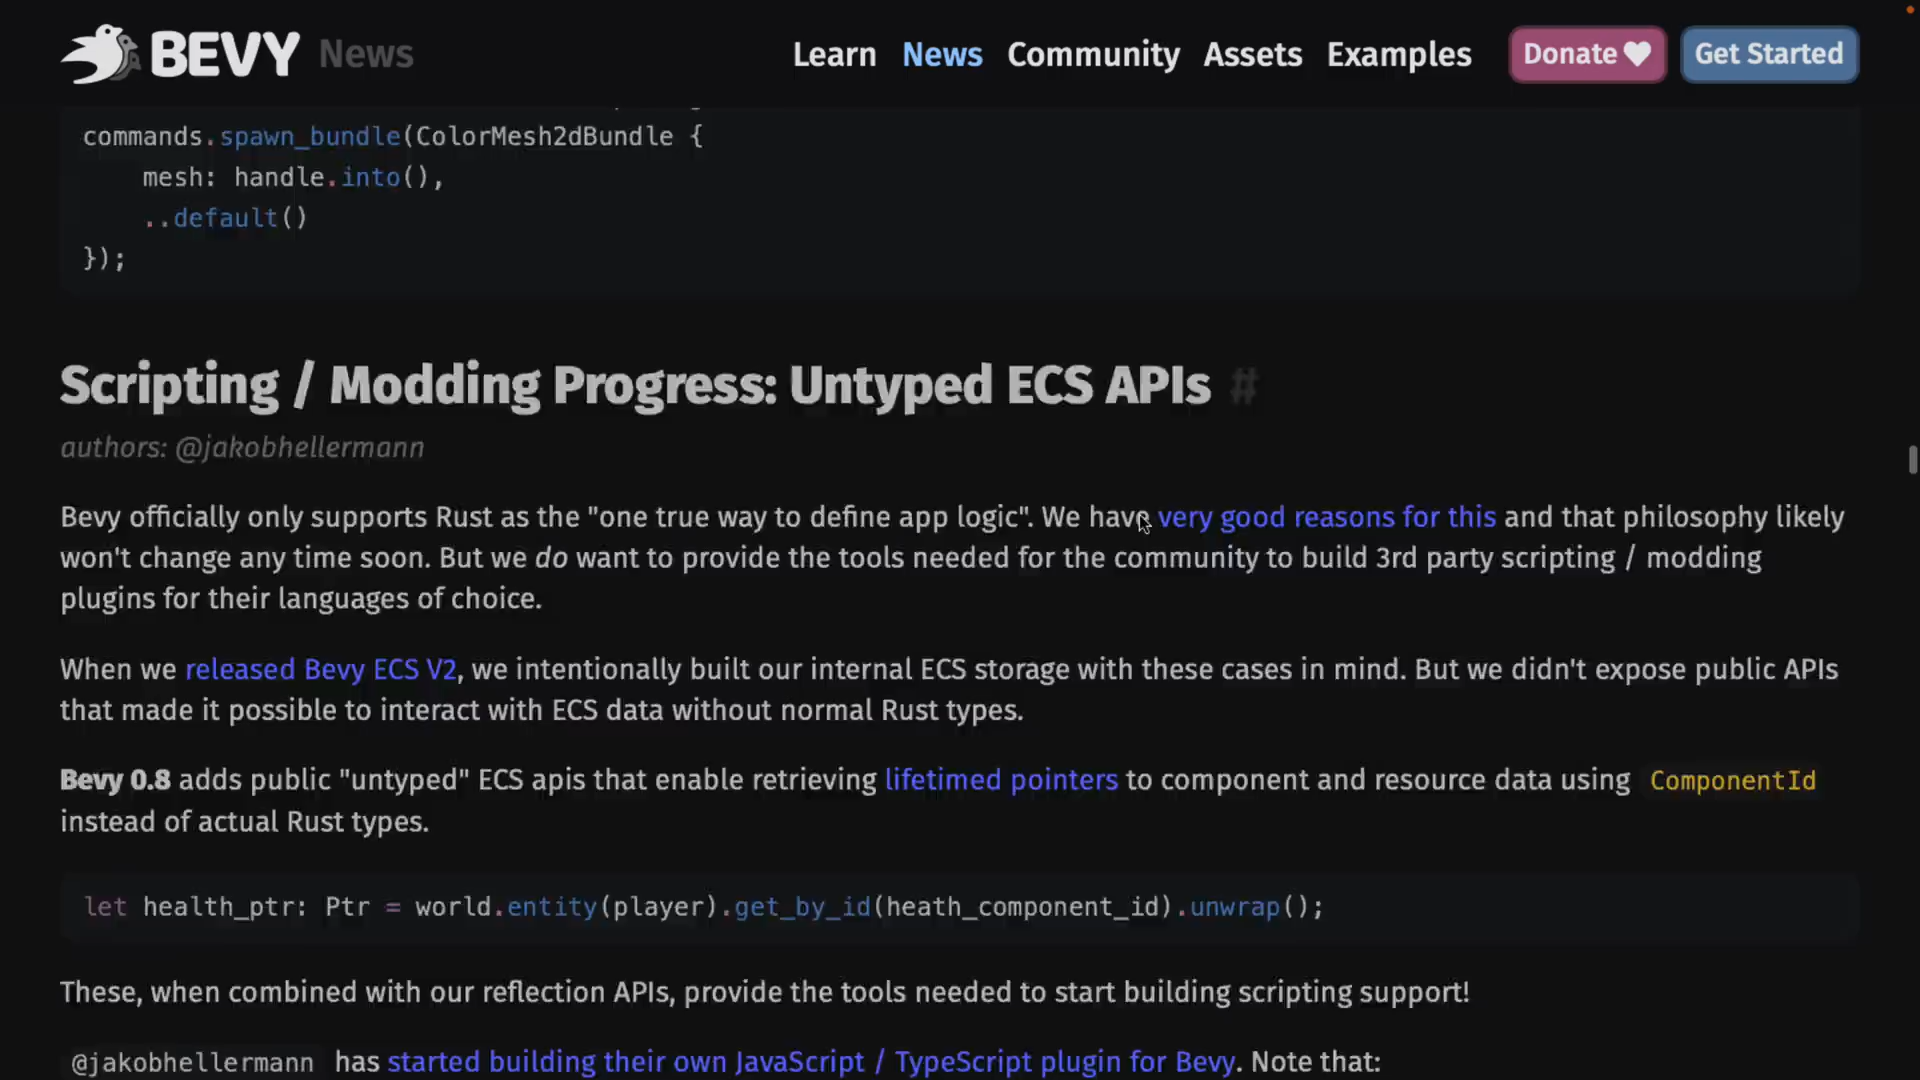 BEVY News Learn News Community Assets Examples Donate Get Started
commands.spawn_bundle(ColorMesh2dBundle {
    mesh: handle.into(),
    ..default()
});
Scripting / Modding Progress: Untyped ECS APIs #
authors: @jakobhellermann
Bevy officially only supports Rust as the "one true way to define app logic". We have very good reasons for this and that philosophy likely
won't change any time soon. But we do want to provide the tools needed for the community to build 3rd party scripting / modding
plugins for their languages of choice.
When we released Bevy ECS V2, we intentionally built our internal ECS storage with these cases in mind. But we didn't expose public APIs
that made it possible to interact with ECS data without normal Rust types.
Bevy 0.8 adds public "untyped" ECS apis that enable retrieving lifetimed pointers to component and resource data using ComponentId
instead of actual Rust types.
let health_ptr: Ptr = world.entity(player).get_by_id(heath_component_id).unwrap();
These, when combined with our reflection APIs, provide the tools needed to start building scripting support!
@jakobhellermann has started building their own JavaScript / TypeScript plugin for Bevy. Note that: